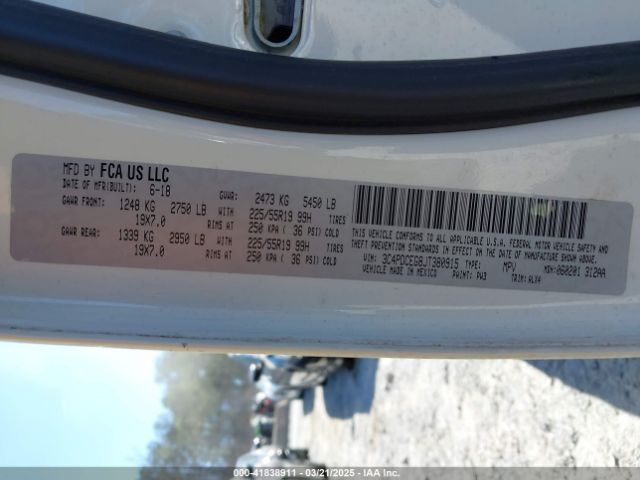 MFD BY FCA US LLC
DATE OF MFR(BUILT): 6-18 GVWR: 2473 KG 5450 LB
GAWR FRONT: 1248 KG 2750 LB WITH 225/55R19 99H TIRES
19X7.0 RIMS AT 250 KPA ( 36 PSI) COLD
GAWR REAR: 1339 KG 2950 LB WITH 225/55R19 99H TIRES
19X7.0 RIMS AT 250 KPA ( 36 PSI) COLD
THIS VEHICLE CONFORMS TO ALL APPLICABLE U.S.A. FEDERAL MOTOR VEHICLE SAFETY AND
THEFT PREVENTION STANDARDS IN EFFECT ON THE DATE OF MANUFACTURE SHOWN ABOVE.
VIN: 3C4PDCEG8JT380915 TYPE: MPV MDH: 060201 312AA
VEHICLE MADE IN MEXICO PAINT: PW3 TRIM: ALX4
000-41838911 — 03/21/2025 — IAA Inc.